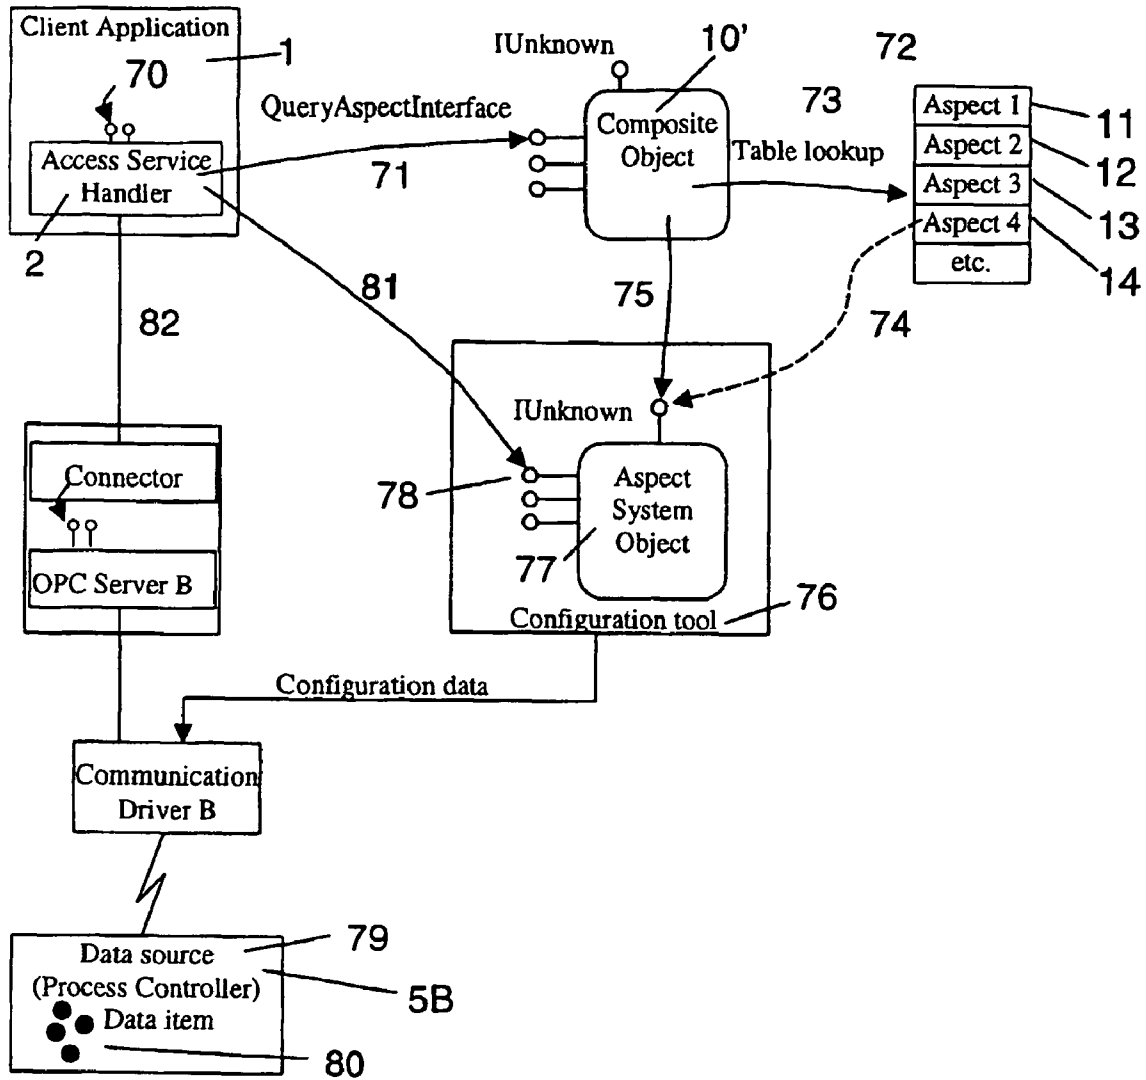 Client Application
1
70
Access Service
Handler
2
QueryAspectInterface
71
IUnknown
10'
Composite
Object
72
73
Table lookup
Aspect 1
11
Aspect 2
12
Aspect 3
13
Aspect 4
14
etc.
81
82
75
74
Connector
OPC Server B
IUnknown
78
Aspect
System
Object
77
76
Configuration tool
Configuration data
Communication
Driver B
Data source
79
(Process Controller)
5B
Data item
80